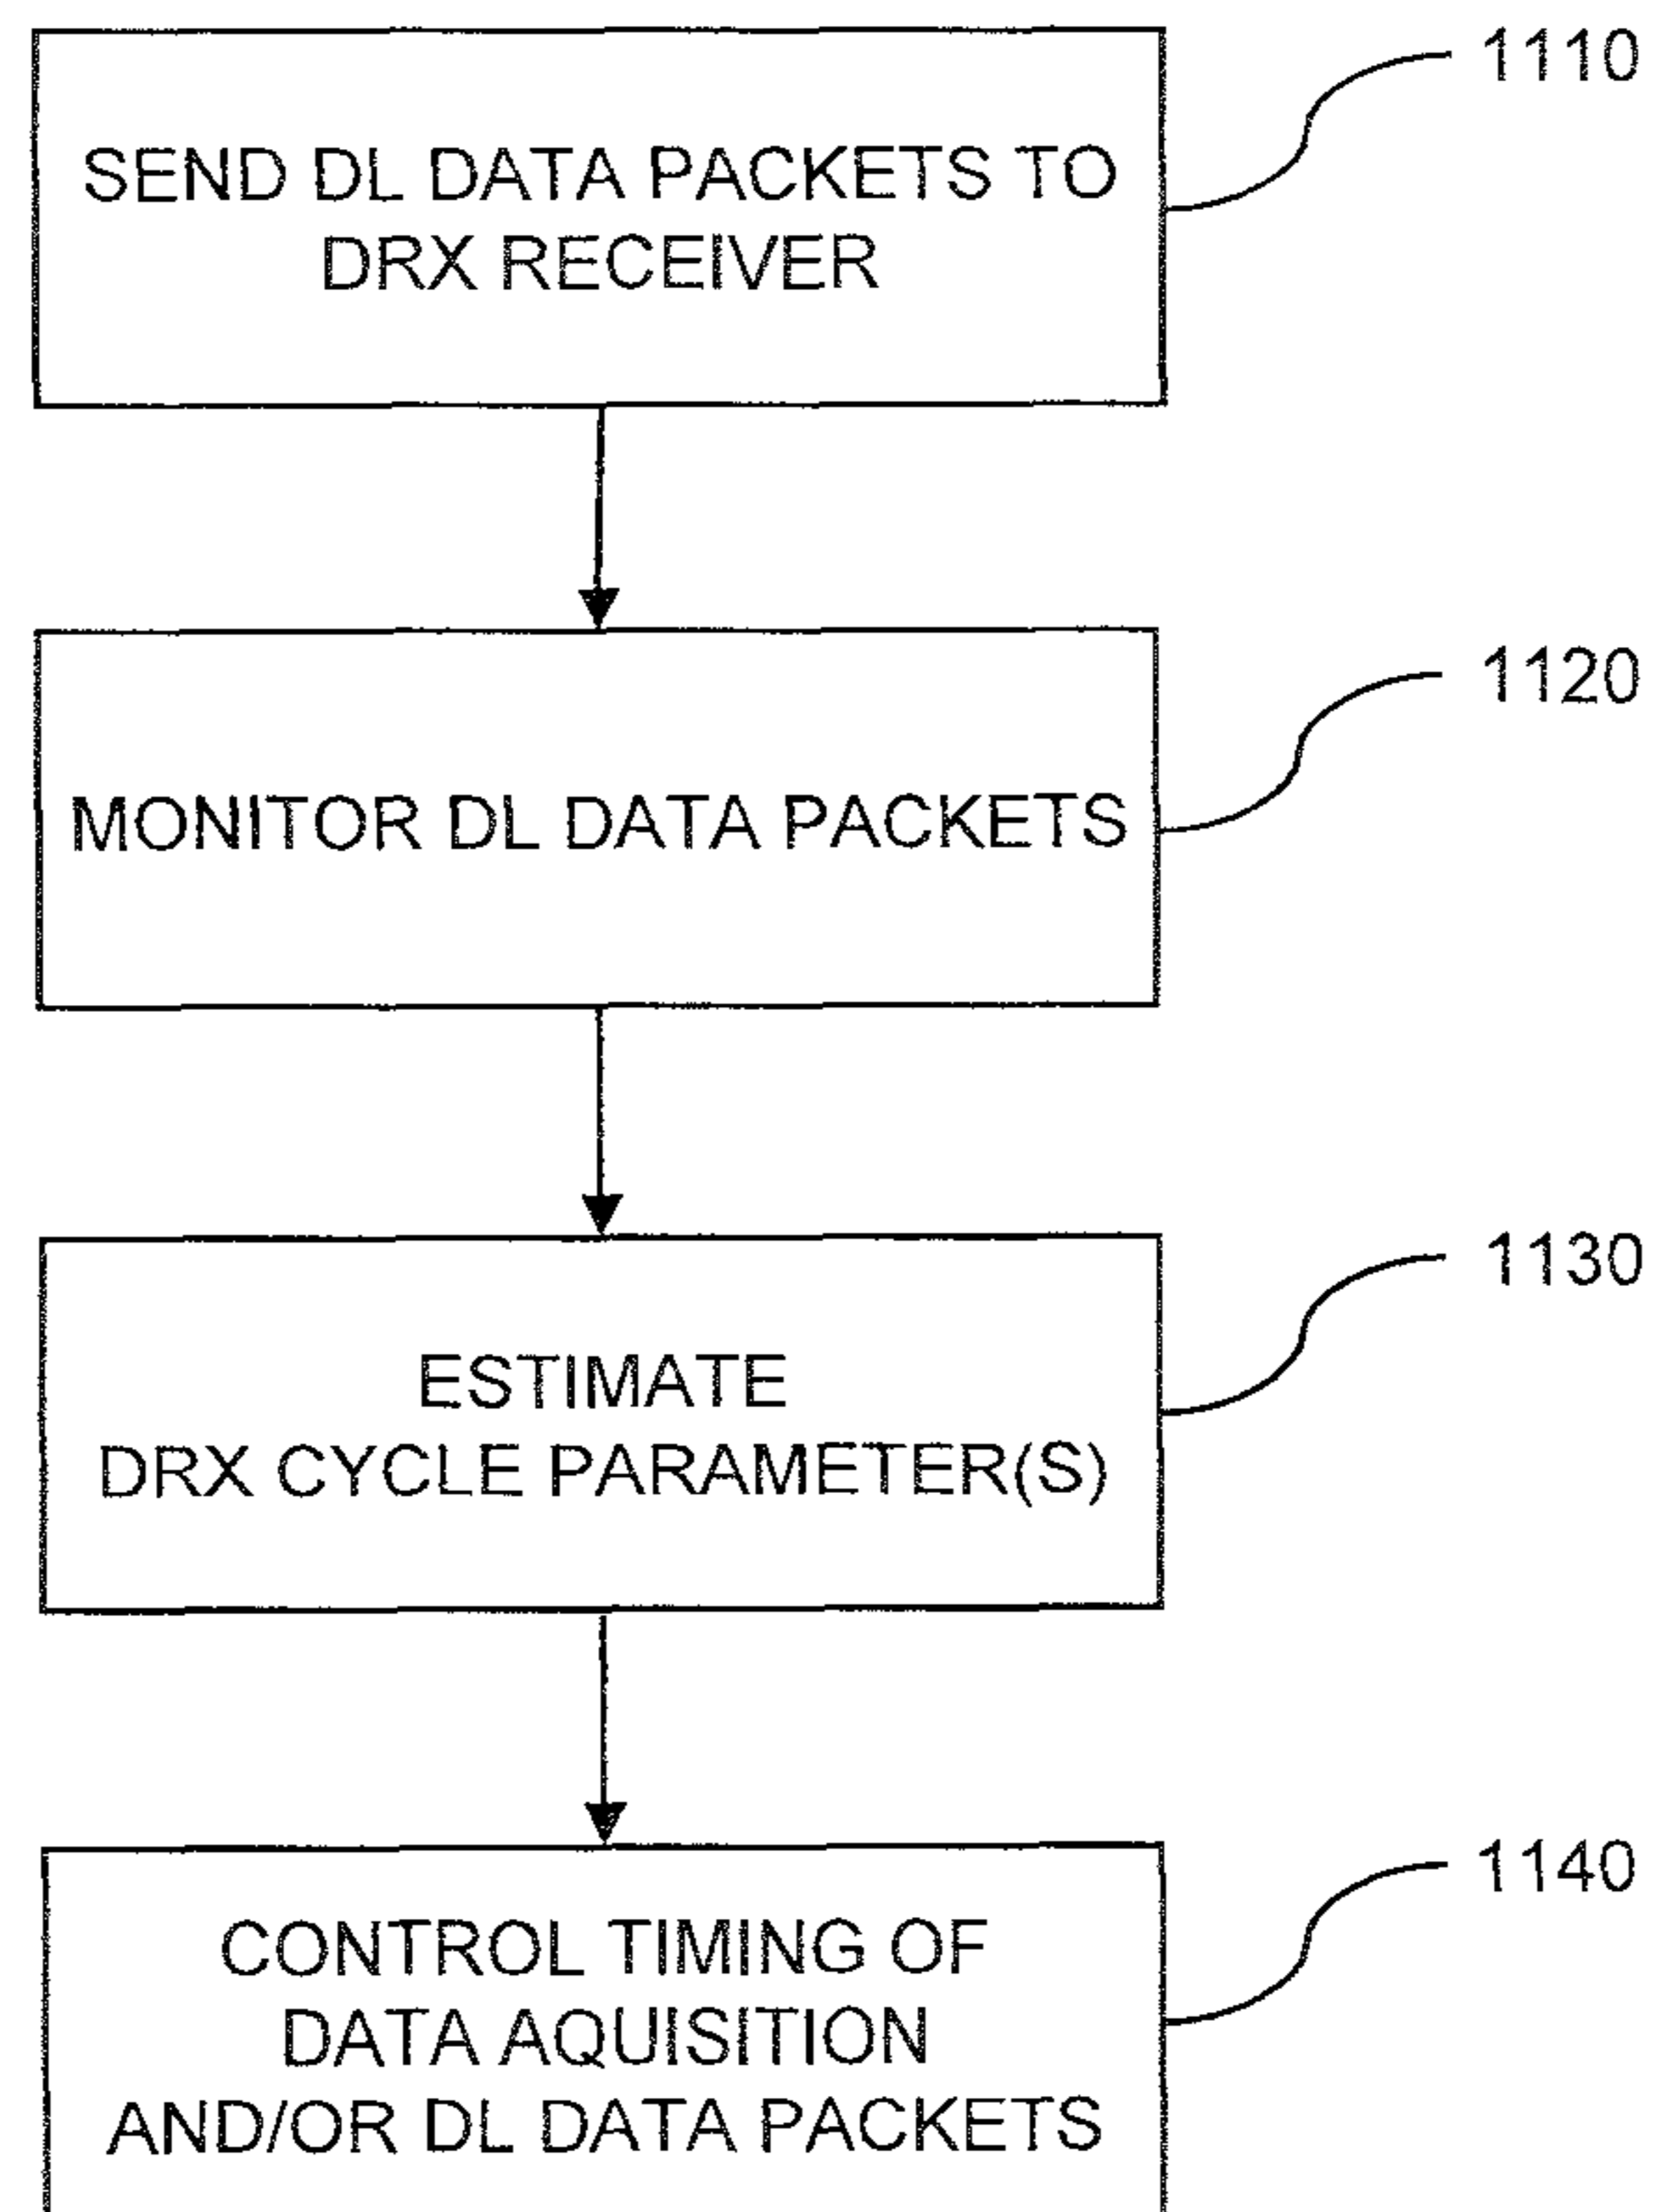 1110
SEND DL DATA PACKETS TO
DRX RECEIVER
1120
MONITOR DL DATA PACKETS
1130
ESTIMATE
DRX CYCLE PARAMETER(S)
1140
CONTROL TIMING OF
DATA AQUISITION
AND/OR DL DATA PACKETS